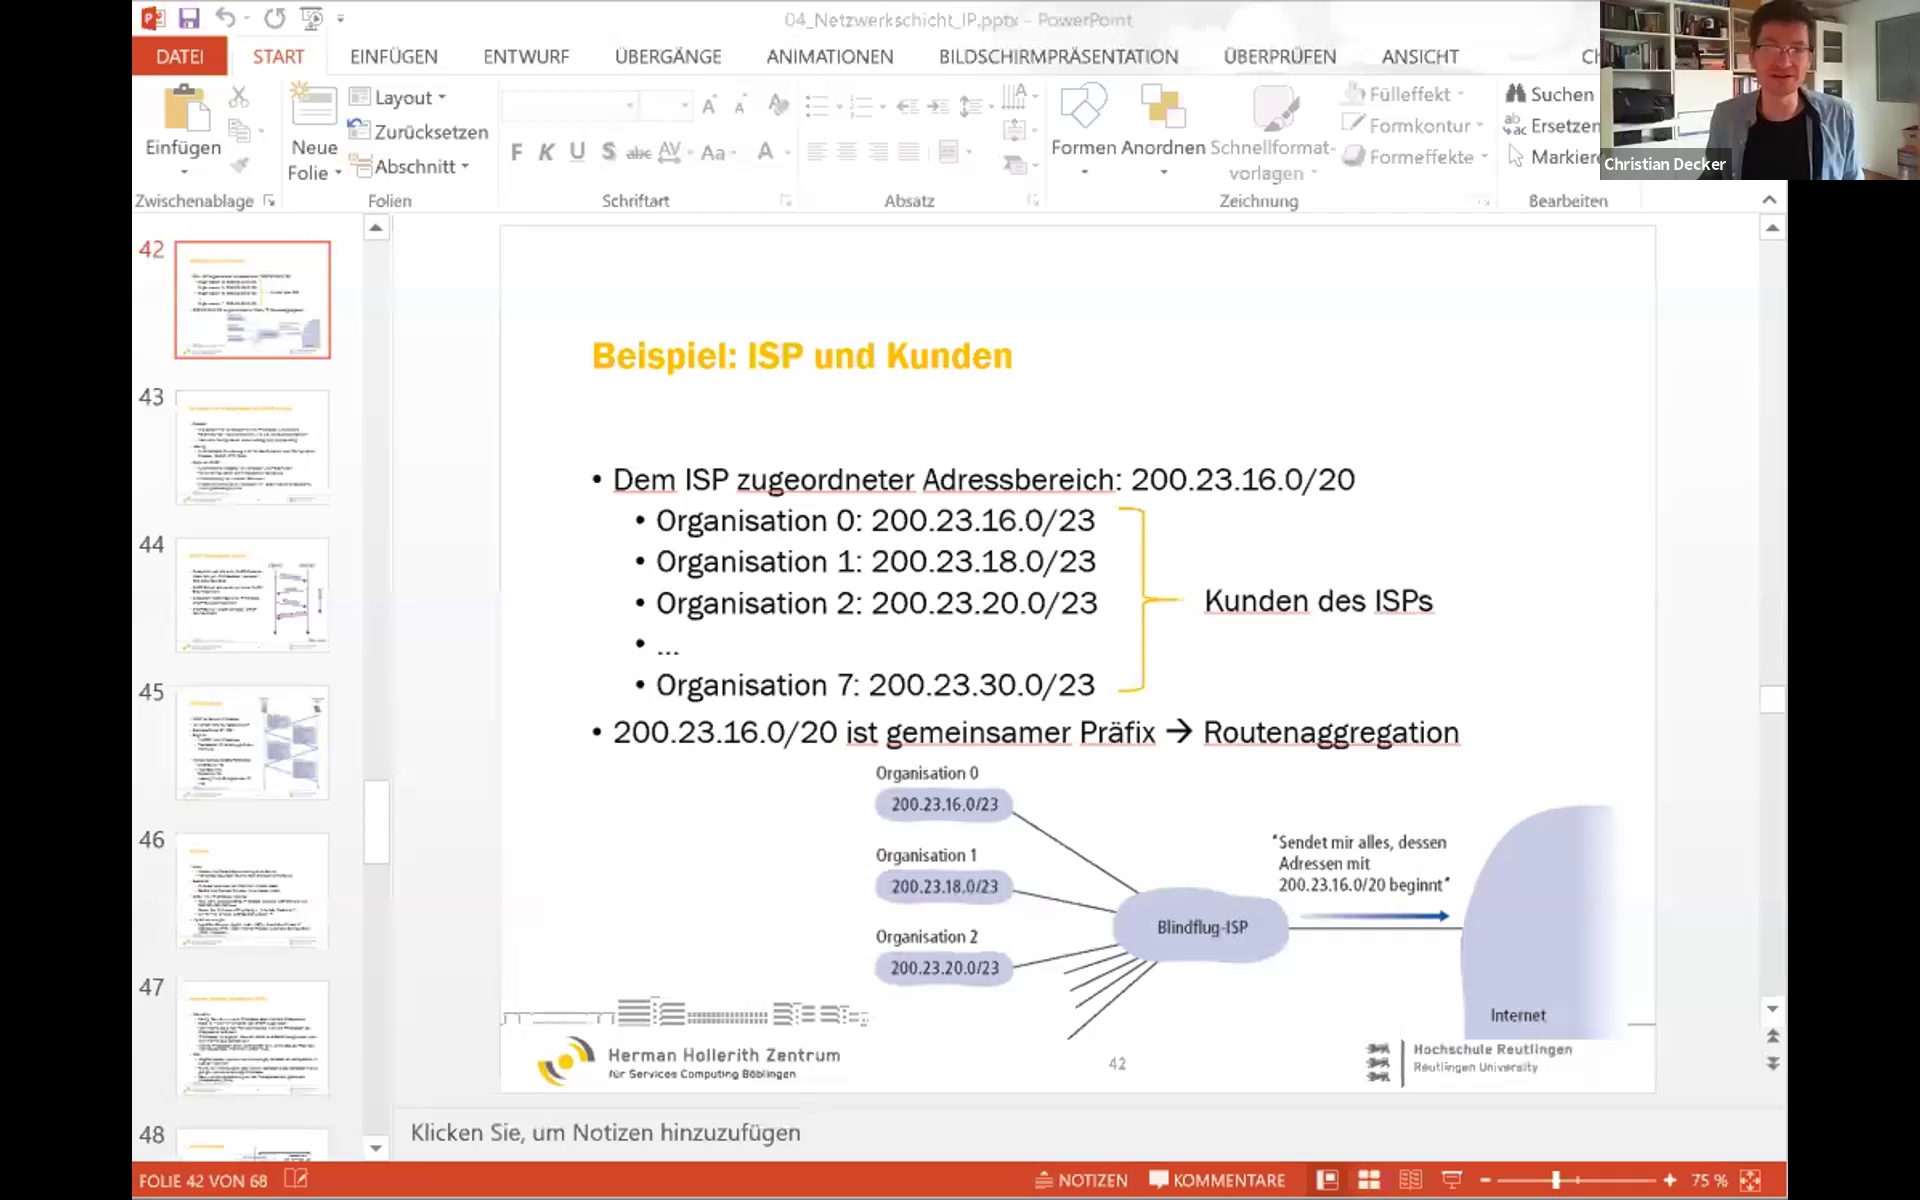 04_Netzwerkschicht_IP.pptx - PowerPoint
DATEI START EINFÜGEN ENTWURF ÜBERGÄNGE ANIMATIONEN BILDSCHIRMPRÄSENTATION ÜBERPRÜFEN ANSICHT
Einfügen
Neue
Folie
Layout
Zurücksetzen
Abschnitt
F K U S abc AV Aa A
Formen Anordnen Schnellformat-
vorlagen
Fülleffekt
Formkontur
Formeffekte
Suchen
Ersetzen
Christian Decker
Zwischenablage Folien Schriftart Absatz Zeichnung Bearbeiten
42
43
44
45
46
47
48
Beispiel: ISP und Kunden
• Dem ISP zugeordneter Adressbereich: 200.23.16.0/20
• Organisation 0: 200.23.16.0/23
• Organisation 1: 200.23.18.0/23
• Organisation 2: 200.23.20.0/23
• ...
• Organisation 7: 200.23.30.0/23
Kunden des ISPs
• 200.23.16.0/20 ist gemeinsamer Präfix → Routenaggregation
Organisation 0
200.23.16.0/23
Organisation 1
200.23.18.0/23
Organisation 2
200.23.20.0/23
Blindflug-ISP
"Sendet mir alles, dessen
Adressen mit
200.23.16.0/20 beginnt"
Internet
Herman Hollerith Zentrum
für Services Computing Böblingen
42
Hochschule Reutlingen
Reutlingen University
Klicken Sie, um Notizen hinzuzufügen
FOLIE 42 VON 68 NOTIZEN KOMMENTARE 75 %